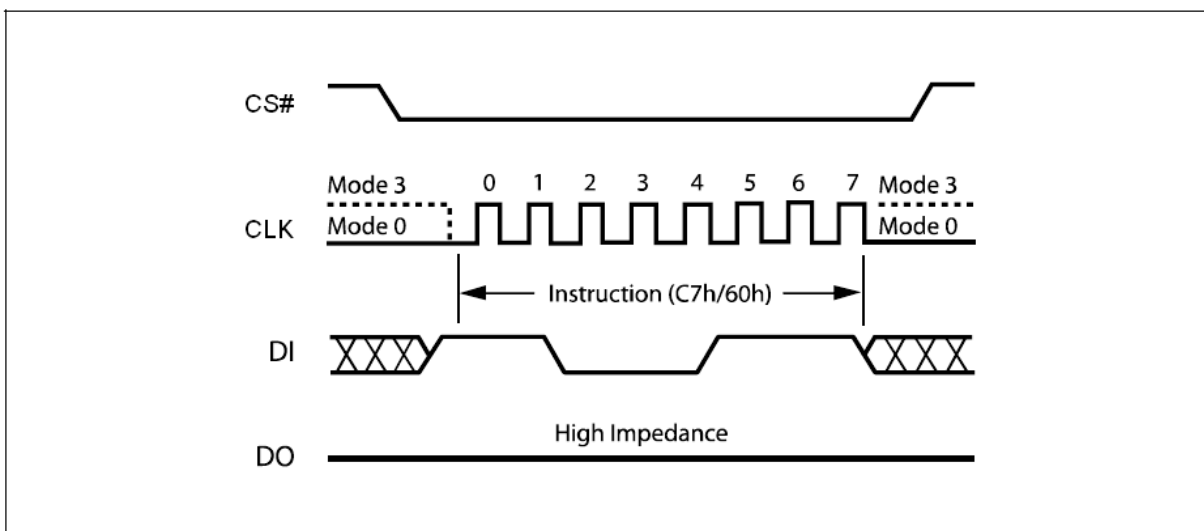 CS#
Mode 3 0 1 2 3 4 5 6 7 Mode 3
CLK Mode 0 Mode 0
Instruction (C7h/60h)
DI
High Impedance
DO